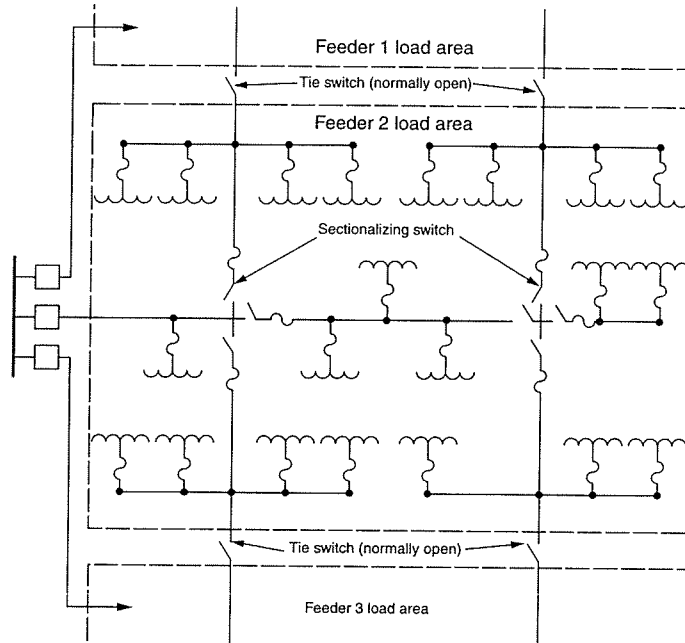 Feeder 1 load area
Tie switch (normally open)
Feeder 2 load area
Sectionalizing switch
Tie switch (normally open)
Feeder 3 load area